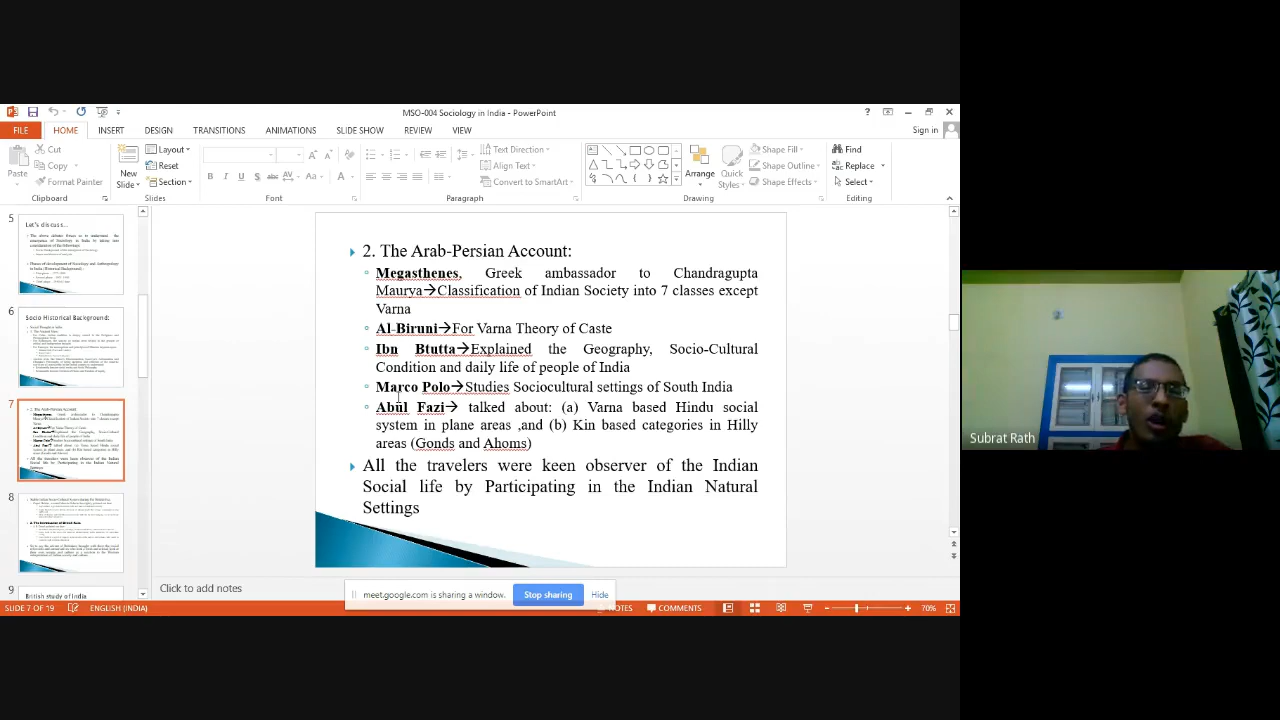 MSO-004 Sociology in India - PowerPoint
?
FILE HOME INSERT DESIGN TRANSITIONS ANIMATIONS SLIDE SHOW REVIEW VIEW Sign in
Paste
Cut
Copy
Format Painter
Clipboard
New Slide
Layout
Reset
Section
Slides
B I U S abc AV Aa A
Font
Text Direction
Align Text
Convert to SmartArt
Paragraph
Arrange
Quick Styles
Shape Fill
Shape Outline
Shape Effects
Drawing
Find
Replace
Select
Editing
5
Let's discuss...
6
Socio Historical Background:
7
8
9
British study of India
2. The Arab-Persian Account:
Megasthenes, Greek ambassador to Chandragupta
Maurya→Classification of Indian Society into 7 classes except
Varna
Al-Biruni→Four Varna Theory of Caste
Ibn Btutta→Explained the Geography, Socio-Cultural
Condition and daily life of people of India
Marco Polo→Studies Sociocultural settings of South India
Abul Fazi→ talked about: (a) Varna based Hindu social
system in plane areas ,and (b) Kin based categories in Hilly
areas (Gonds and Ahoms)
All the travelers were keen observer of the Indian
Social life by Participating in the Indian Natural
Settings
Click to add notes
meet.google.com is sharing a window. Stop sharing Hide
SLIDE 7 OF 19 ENGLISH (INDIA) NOTES COMMENTS 70%
Subrat Rath